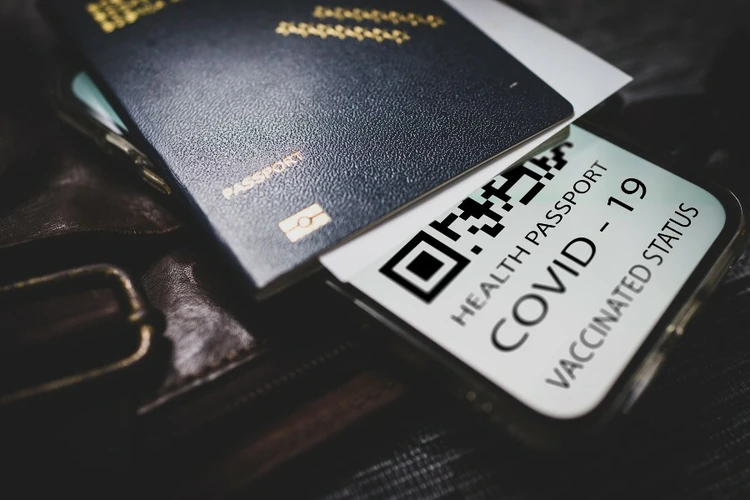 PASSPORT
HEALTH PASSPORT
COVID - 19
VACCINATED STATUS